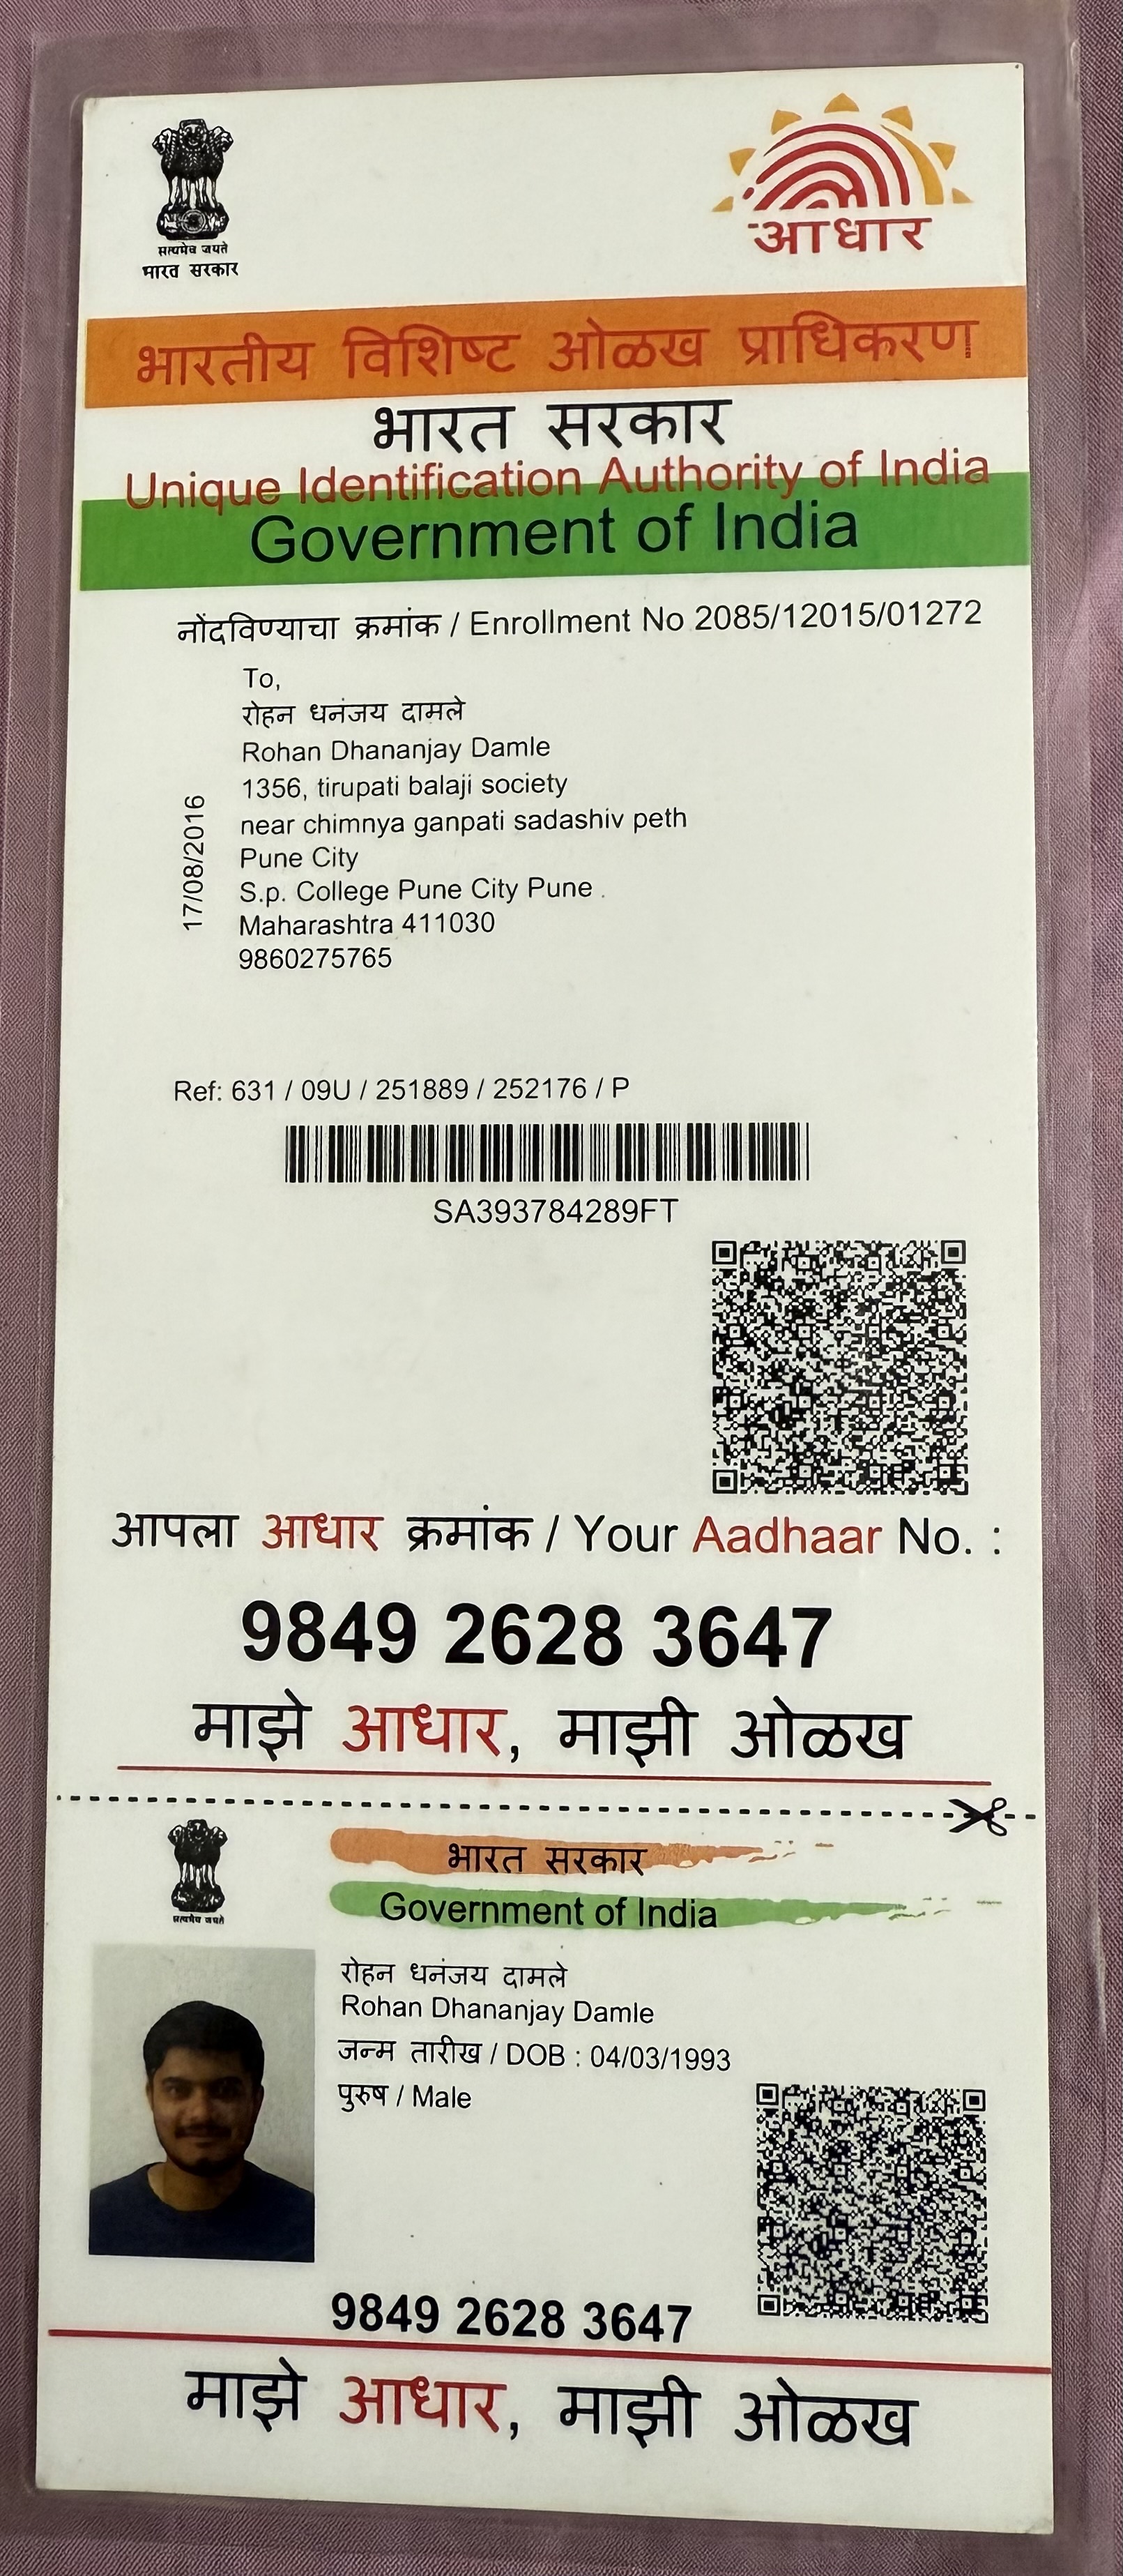 सत्यमेव जयते
भारत सरकार
आधार
भारतीय विशिष्ट ओळख प्राधिकरण
भारत सरकार
Unique Identification Authority of India
Government of India
नोंदविण्याचा क्रमांक / Enrollment No 2085/12015/01272
To,
रोहन धनंजय दामले
Rohan Dhananjay Damle
1356, tirupati balaji society
near chimnya ganpati sadashiv peth
Pune City
S.p. College Pune City Pune
Maharashtra 411030
9860275765
17/08/2016
Ref: 631 / 09U / 251889 / 252176 / P
SA393784289FT
आपला आधार क्रमांक / Your Aadhaar No. :
9849 2628 3647
माझे आधार, माझी ओळख
सत्यमेव जयते
भारत सरकार
Government of India
रोहन धनंजय दामले
Rohan Dhananjay Damle
जन्म तारीख / DOB : 04/03/1993
पुरुष / Male
9849 2628 3647
माझे आधार, माझी ओळख